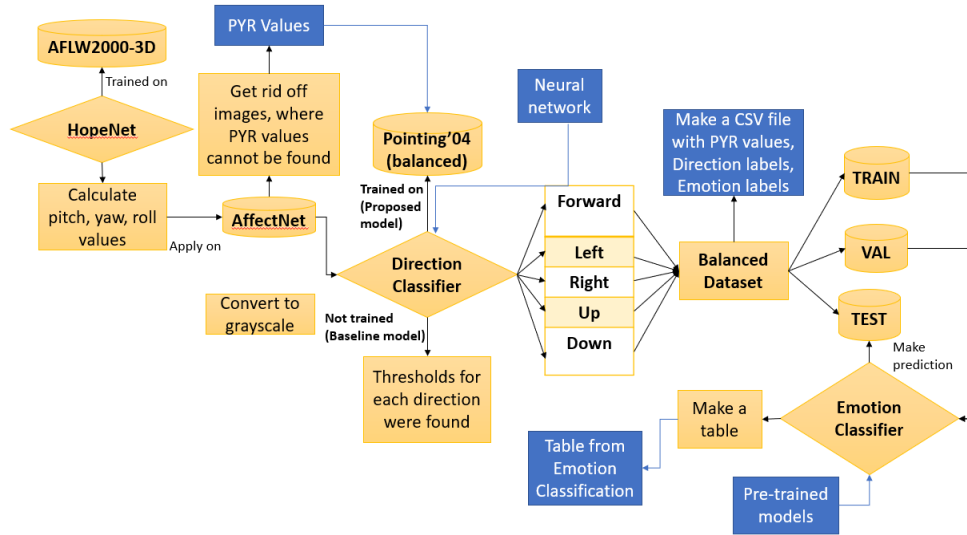 AFLW2000-3D
Trained on
HopeNet
Calculate
pitch, yaw, roll
values
Apply on
PYR Values
Get rid off
images, where
PYR values
cannot be found
AffectNet
Convert to
grayscale
Pointing’04
(balanced)
Trained on
(Proposed
model)
Neural
network
Direction
Classifier
Not trained
(Baseline model)
Thresholds for
each direction
were found
Forward
Left
Right
Up
Down
Make a CSV file
with PYR values,
Direction labels,
Emotion labels
Balanced
Dataset
TRAIN
VAL
TEST
Make
prediction
Emotion
Classifier
Make a
table
Table from
Emotion
Classification
Pre-trained
models